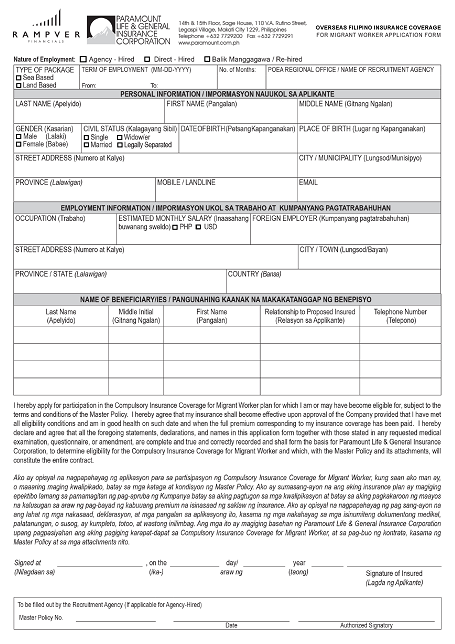 RAMPVER
FINANCIALS
PARAMOUNT
LIFE & GENERAL
INSURANCE
CORPORATION
14th & 15th Floor, Sage House, 110 V.A. Rufino Street,
Legaspi Village, Makati City 1229, Philippines
Telephone +632 7729200 Fax +632 7729291
www.paramount.com.ph
OVERSEAS FILIPINO INSURANCE COVERAGE
FOR MIGRANT WORKER APPLICATION FORM
Nature of Employment: Agency - Hired Direct - Hired Balik Manggagawa / Re-hired
TYPE OF PACKAGE TERM OF EMPLOYMENT (MM-DD-YYYY) No. of Months: POEA REGIONAL OFFICE / NAME OF RECRUITMENT AGENCY
Sea Based
Land Based From: To:
PERSONAL INFORMATION / IMPORMASYON NAUUKOL SA APLIKANTE
LAST NAME (Apelyido) FIRST NAME (Pangalan) MIDDLE NAME (Gitnang Ngalan)
GENDER (Kasarian) CIVIL STATUS (Kalagayang Sibil) DATE OF BIRTH (Petsang Kapanganakan) PLACE OF BIRTH (Lugar ng Kapanganakan)
Male (Lalaki) Single Widow/er
Female (Babae) Married Legally Separated
STREET ADDRESS (Numero at Kalye) CITY / MUNICIPALITY (Lungsod/Munisipyo)
PROVINCE (Lalawigan) MOBILE / LANDLINE EMAIL
EMPLOYMENT INFORMATION / IMPORMASYON UKOL SA TRABAHO AT KUMPANYANG PAGTATRABAHUHAN
OCCUPATION (Trabaho) ESTIMATED MONTHLY SALARY (Inaasahang FOREIGN EMPLOYER (Kumpanyang pagtatrabahuhan)
buwanang sweldo) PHP USD
STREET ADDRESS (Numero at Kalye) CITY / TOWN (Lungsod/Bayan)
PROVINCE / STATE (Lalawigan) COUNTRY (Bansa)
NAME OF BENEFICIARY/IES / PANGUNAHING KAANAK NA MAKAKATANGGAP NG BENEPISYO
Last Name Middle Initial First Name Relationship to Proposed Insured Telephone Number
(Apelyido) (Gitnang Ngalan) (Pangalan) (Relasyon sa Aplikante) (Telepono)
I hereby apply for participation in the Compulsory Insurance Coverage for Migrant Worker plan for which I am or may have become eligible for, subject to the
terms and conditions of the Master Policy. I hereby agree that my insurance shall become effective upon approval of the Company provided that I have met
all eligibility conditions and am in good health on such date and when the full premium corresponding to my insurance coverage has been paid. I hereby
declare and agree that all the foregoing statements, declarations, and names in this application form together with those stated in any requested medical
examination, questionnaire, or amendment, are complete and true and correctly recorded and shall form the basis for Paramount Life & General Insurance
Corporation, to determine eligibility for the Compulsory Insurance Coverage for Migrant Worker and which, with the Master Policy and its attachments, will
constitute the entire contract.
Ako ay opisyal na nagpapahayag ng aplikasyon para sa partisipasyon ng Compulsory Insurance Coverage for Migrant Worker, kung saan ako man ay,
o maaaring maging kwalipikado, batay sa mga kataga at kondisyon ng Master Policy. Ako ay sumasang-ayon na ang aking insurance plan ay magiging
epektibo lamang sa pamamagitan ng pag-apruba ng Kumpanya batay sa aking pagtugon sa mga kwalipikasyon at batay sa aking pagkakaroon ng maayos
na kalusugan sa araw ng pag-bayad ng kabuuang premium na isinaased ng saklaw ng insurance. Ako ay opisyal na nagpapahayag ng pag sang-ayon na
ang lahat ng mga nakasaad, deklarasyon, at mga pangalan sa aplikasyong ito, kasama ng mga nakahayag sa mga isinumiteng dokumentong medikal,
palatanungan, o susog, ay kumpleto, totoo, at wastong inilimbag. Ang mga ito ay magiging basehan ng Paramount Life & General Insurance Corporation
upang pagpasiyahan ang aking pagiging karapat-dapat sa Compulsory Insurance Coverage for Migrant Worker, at sa pag-buo ng kontrata, kasama ng
Master Policy at sa mga attachments nito.
Signed at , on the day/ year
(Nilagdaan sa) (ika-) araw ng (taong) Signature of Insured
(Lagda ng Aplikante)
To be filled out by the Recruitment Agency (If applicable for Agency-Hired)
Master Policy No.
Date Authorized Signatory